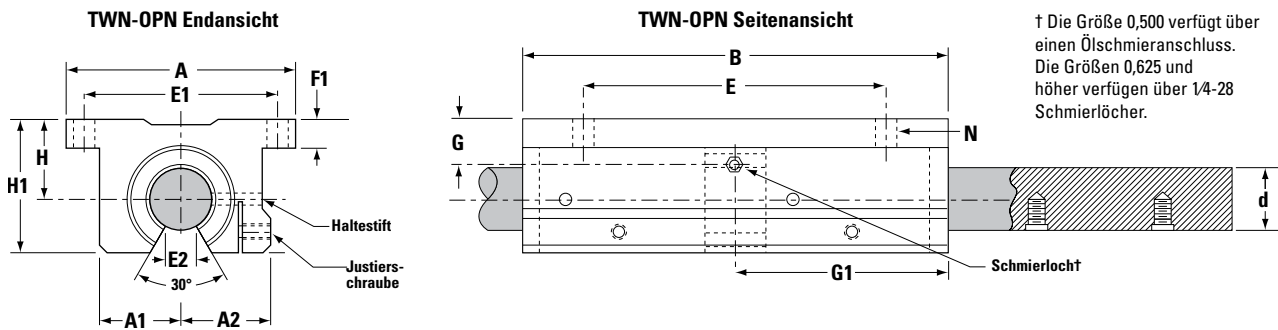 TWN-OPN Endansicht
A
E1
F1
H
H1
Haltestift
Justiers-
schraube
E2
30°
A1
A2
TWN-OPN Seitenansicht
B
E
G
N
d
G1
Schmierloch†
† Die Größe 0,500 verfügt über
einen Ölschmieranschluss.
Die Größen 0,625 und
höher verfügen über 1/4-28
Schmierlöcher.